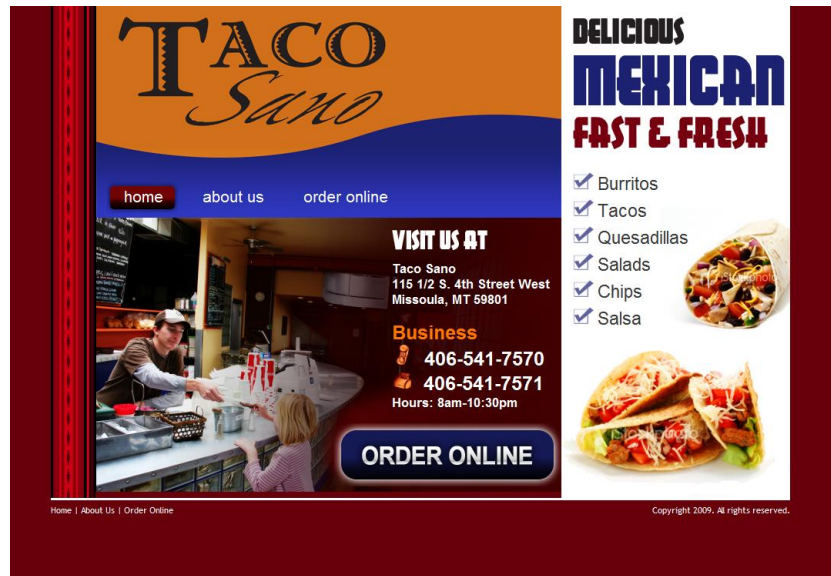 TACO
Sano
home
about us
order online
VISIT US AT
Taco Sano
115 1/2 S. 4th Street West
Missoula, MT 59801
Business
406-541-7570
406-541-7571
Hours: 8am-10:30pm
ORDER ONLINE
DELICIOUS
MEXICAN
FAST & FRESH
Burritos
Tacos
Quesadillas
Salads
Chips
Salsa
Home | About Us | Order Online
Copyright 2009. All rights reserved.